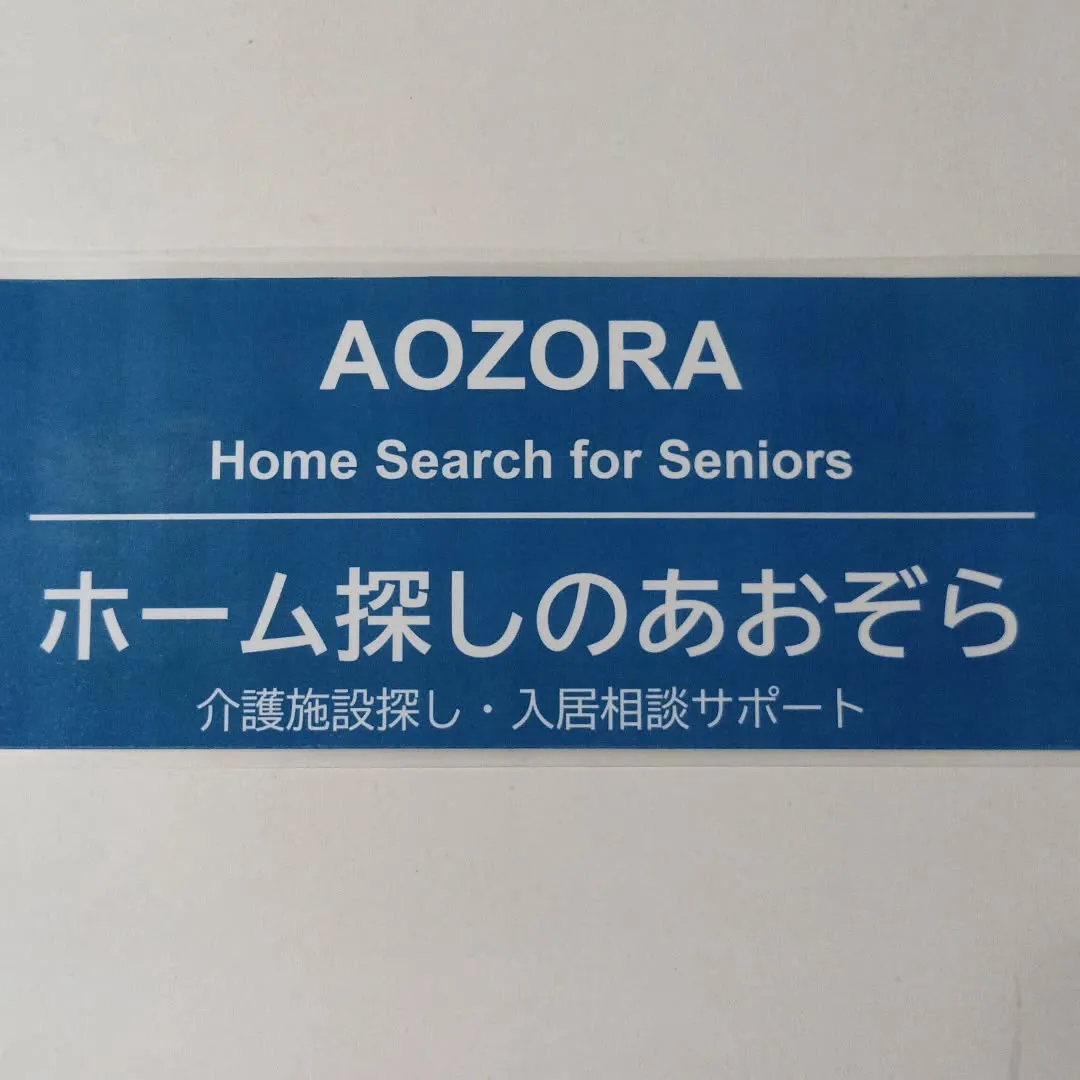 AOZORA
Home Search for Seniors
ホーム探しのあおぞら
介護施設探し・入居相談サポート